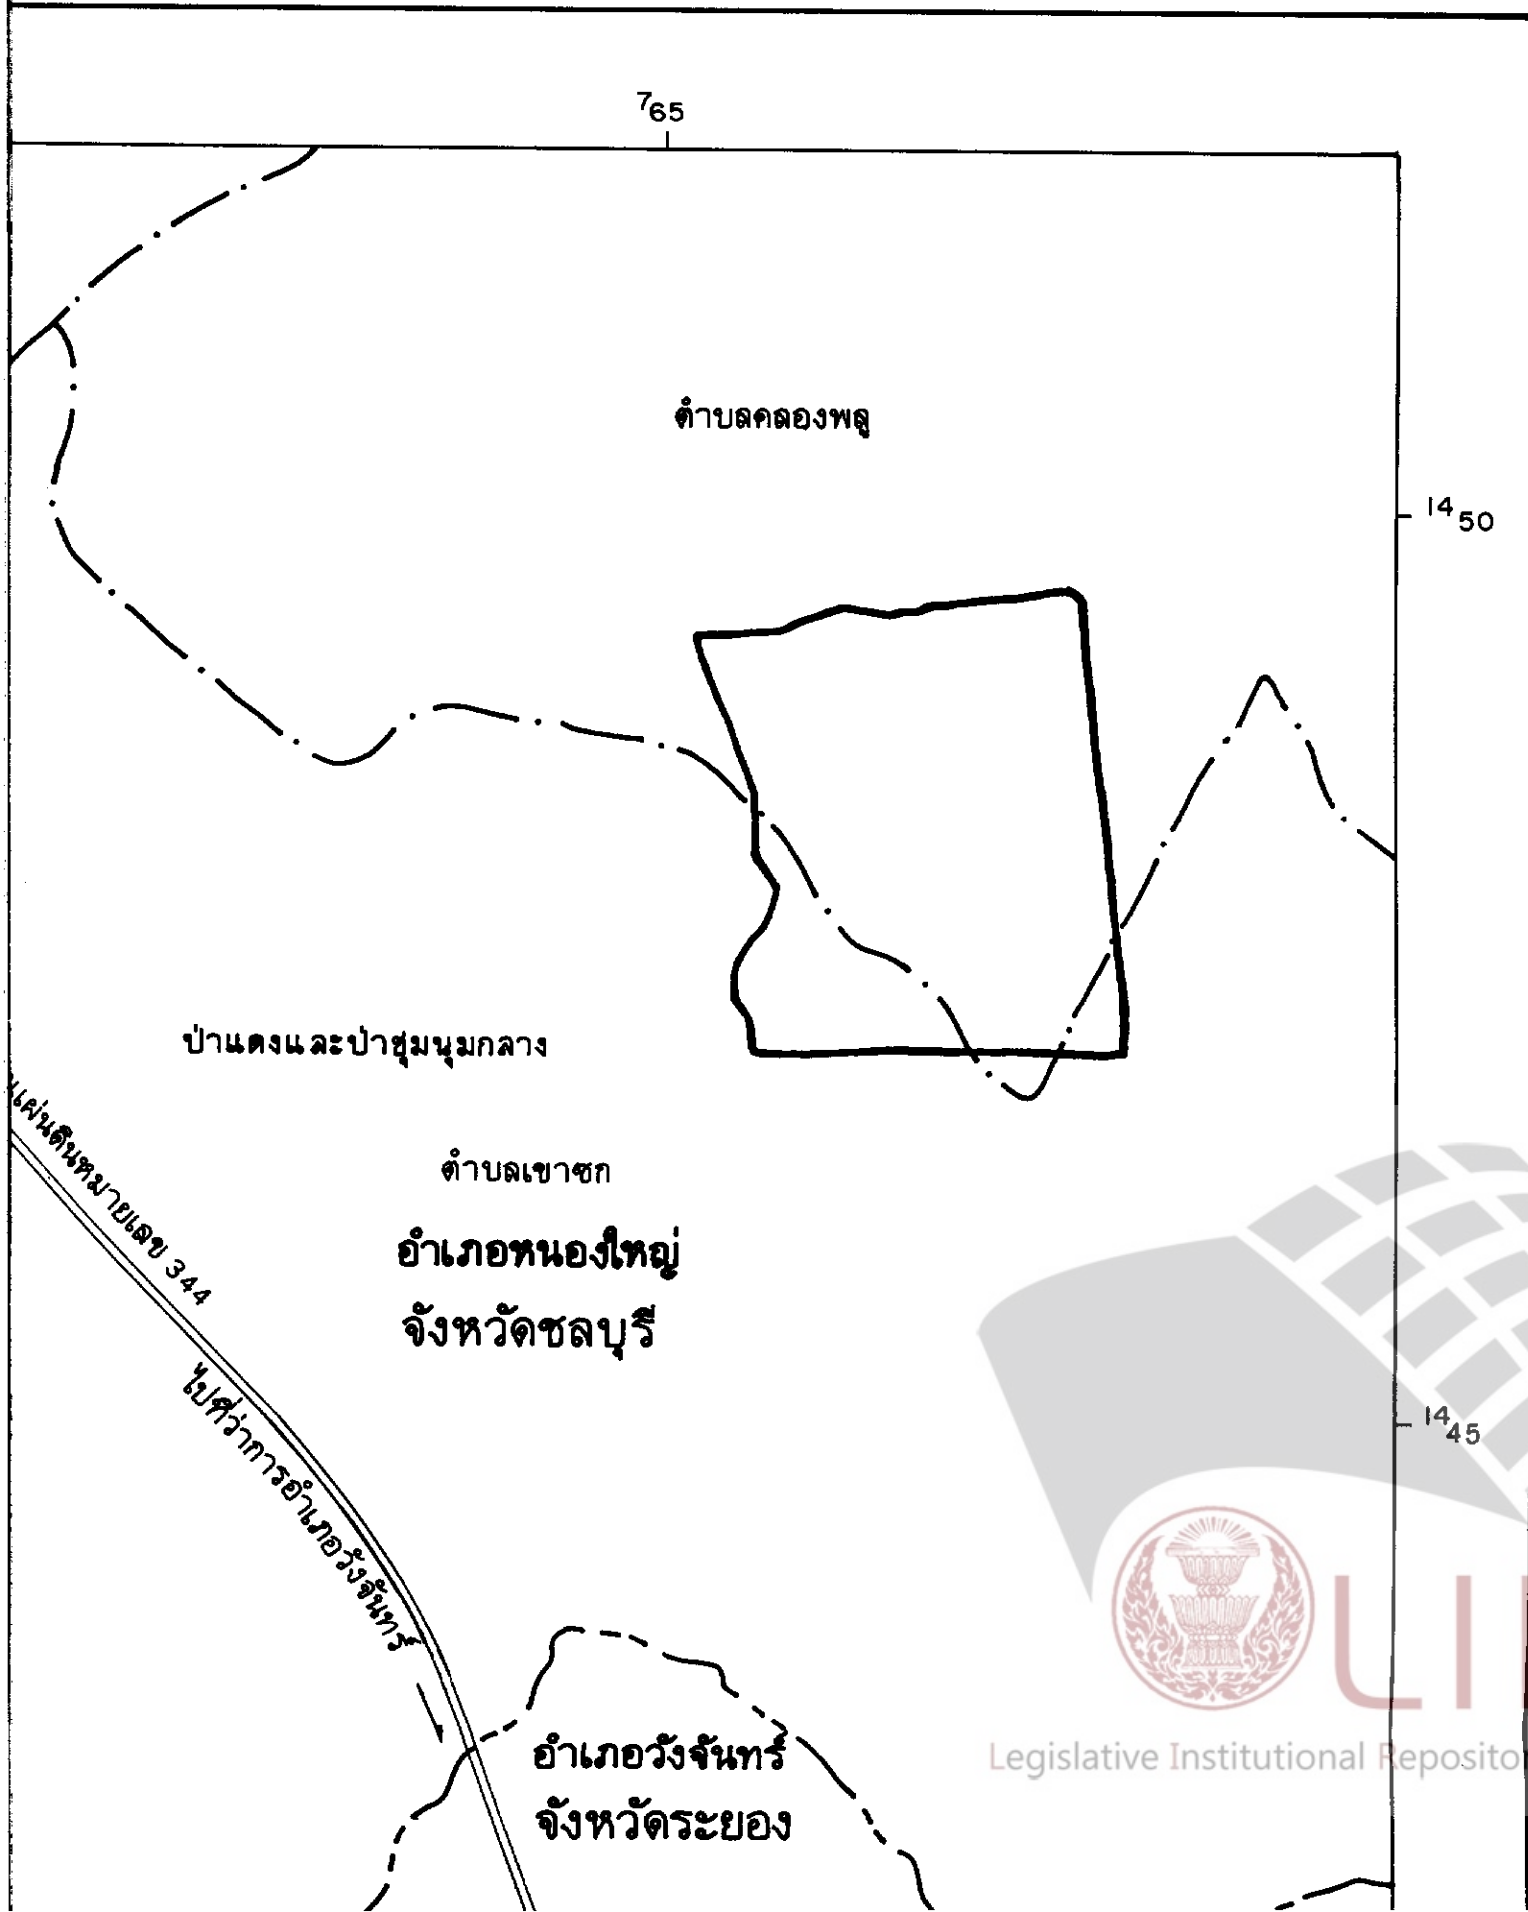 765
ตำบลคลองพลู
1450
ป่าแดงและป่าชุมนุมกลาง
แผ่นดินหมายเลข 344
ตำบลเขาซก
อำเภอหนองใหญ่
จังหวัดชลบุรี
ไปที่ว่าการอำเภอวังจันทร์
1445
LI
อำเภอวังจันทร์
จังหวัดระยอง
Legislative Institutional Reposito